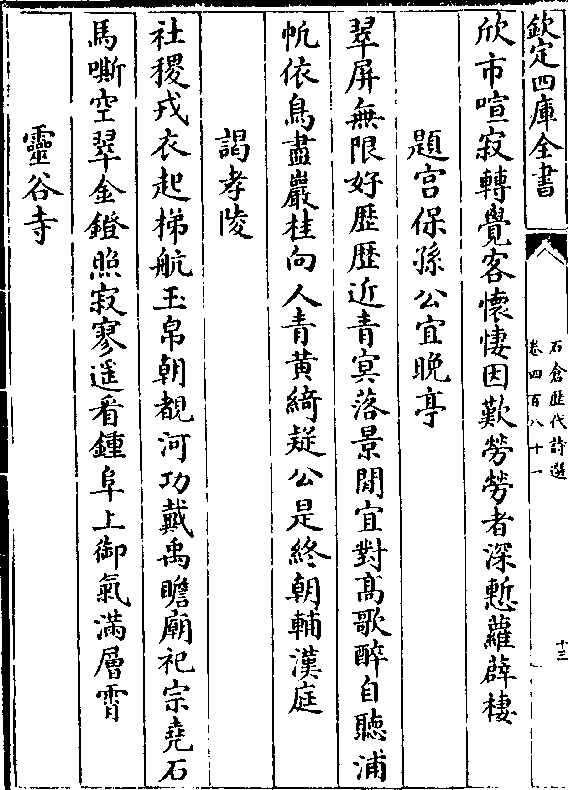 欽定四庫全書
石倉歷代詩選
卷四百八十一
十三
欣市喧寂轉覺客懷悽因歎勞勞者深慙蘿薜棲
題宫保孫公宜晚亭
翠屏無限好歴歴近青冥落景閒宜對髙歌醉自聽浦
帆依鳥盡巖桂向人青黄綺疑公是終朝輔漢庭
謁孝陵
社稷戎衣起梯航玉帛朝覩河功戴禹瞻廟祀宗堯石
馬嘶空翠金鐙照寂寥遥看鍾阜上御氣滿層霄
靈谷寺